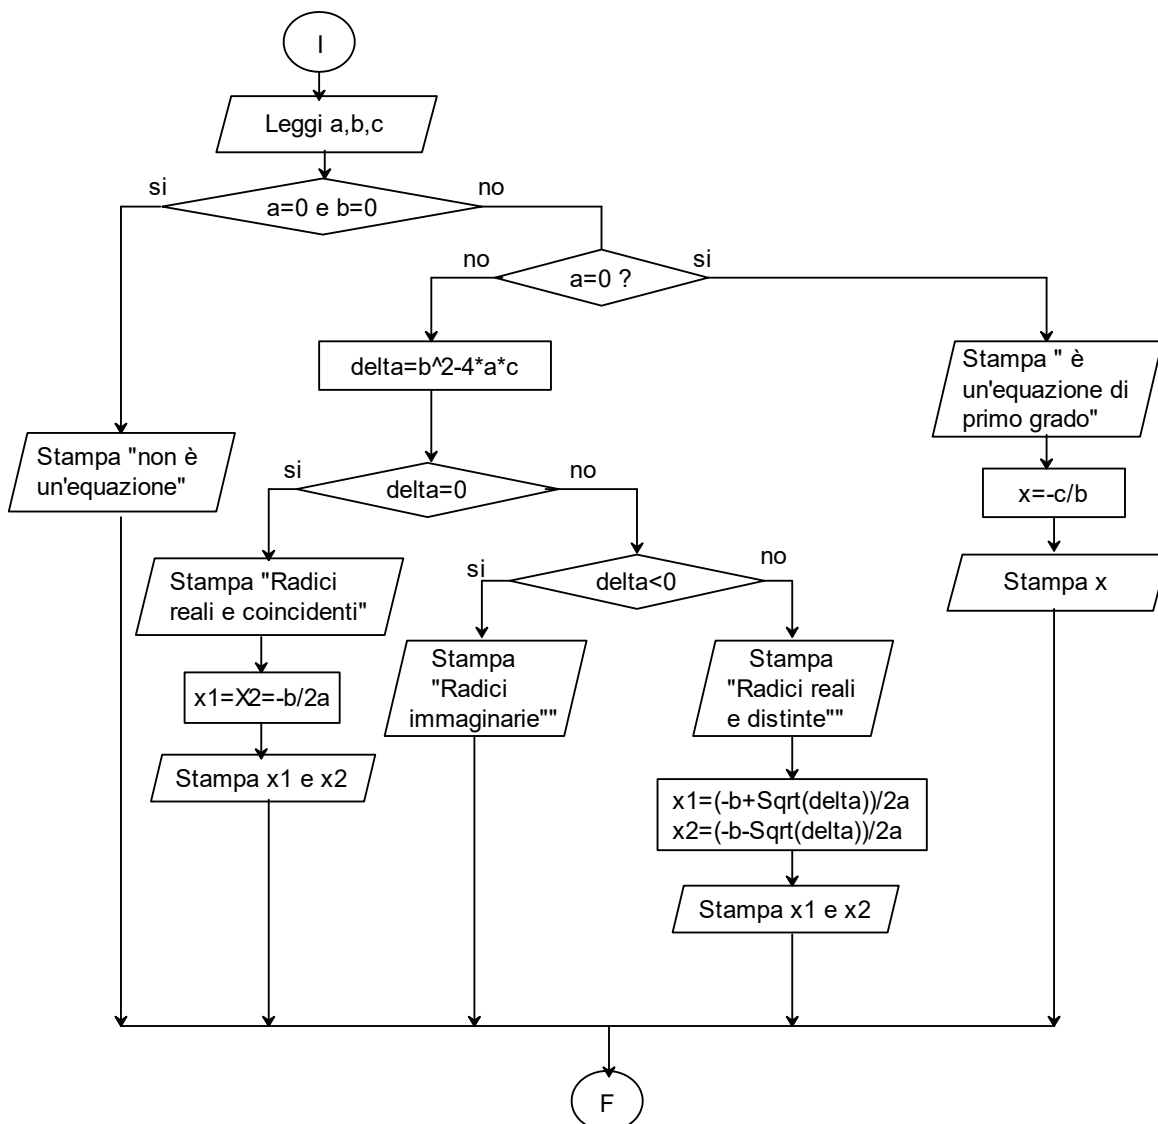 I
Leggi a,b,c
si
no
a=0 e b=0
no
si
a=0 ?
delta=b^2-4*a*c
Stampa " è
un'equazione di
primo grado"
Stampa "non è
un'equazione"
si
no
delta=0
x=-c/b
Stampa "Radici
reali e coincidenti"
si
no
delta<0
Stampa x
x1=X2=-b/2a
Stampa
"Radici
immaginarie""
Stampa
"Radici reali
e distinte""
Stampa x1 e x2
x1=(-b+Sqrt(delta))/2a
x2=(-b-Sqrt(delta))/2a
Stampa x1 e x2
F